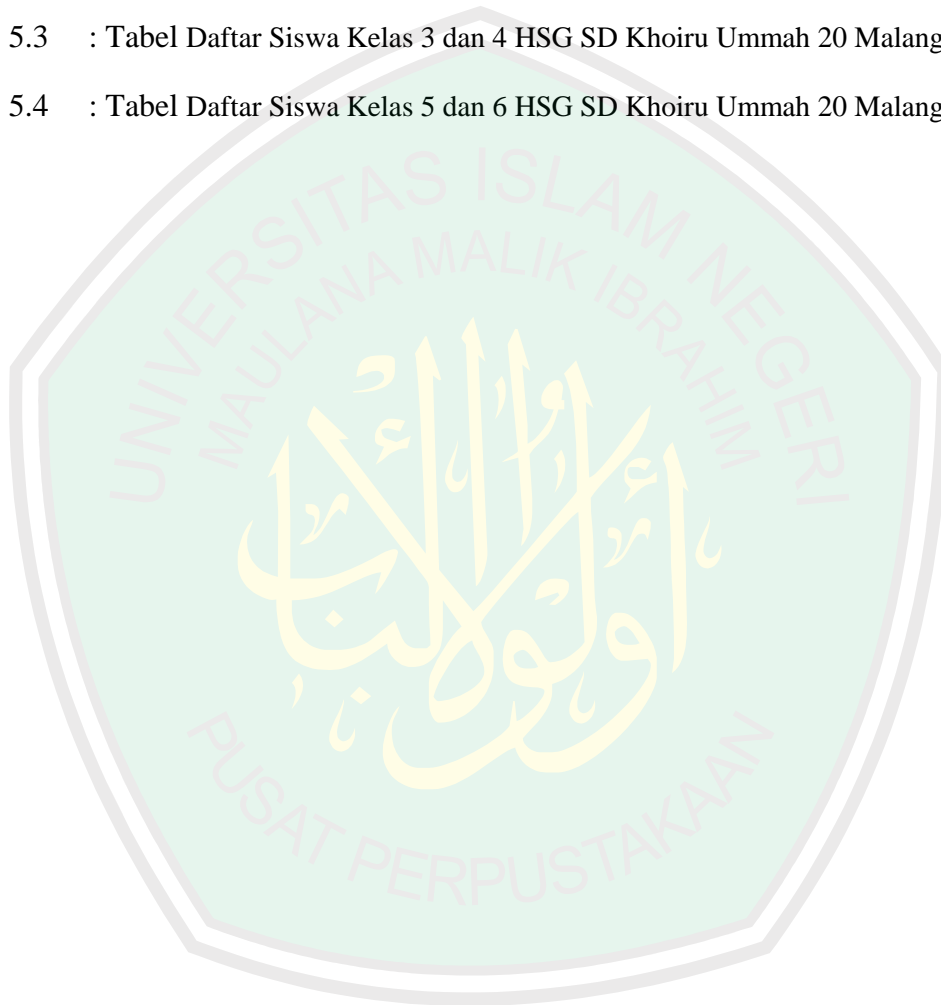 5.3 : Tabel Daftar Siswa Kelas 3 dan 4 HSG SD Khoiru Ummah 20 Malang
5.4 : Tabel Daftar Siswa Kelas 5 dan 6 HSG SD Khoiru Ummah 20 Malang
UNIVERSITAS ISLAM NEGERI
MAULANA MALIK IBRAHIM
أولوا الألباب
PUSAT PERPUSTAKAAN